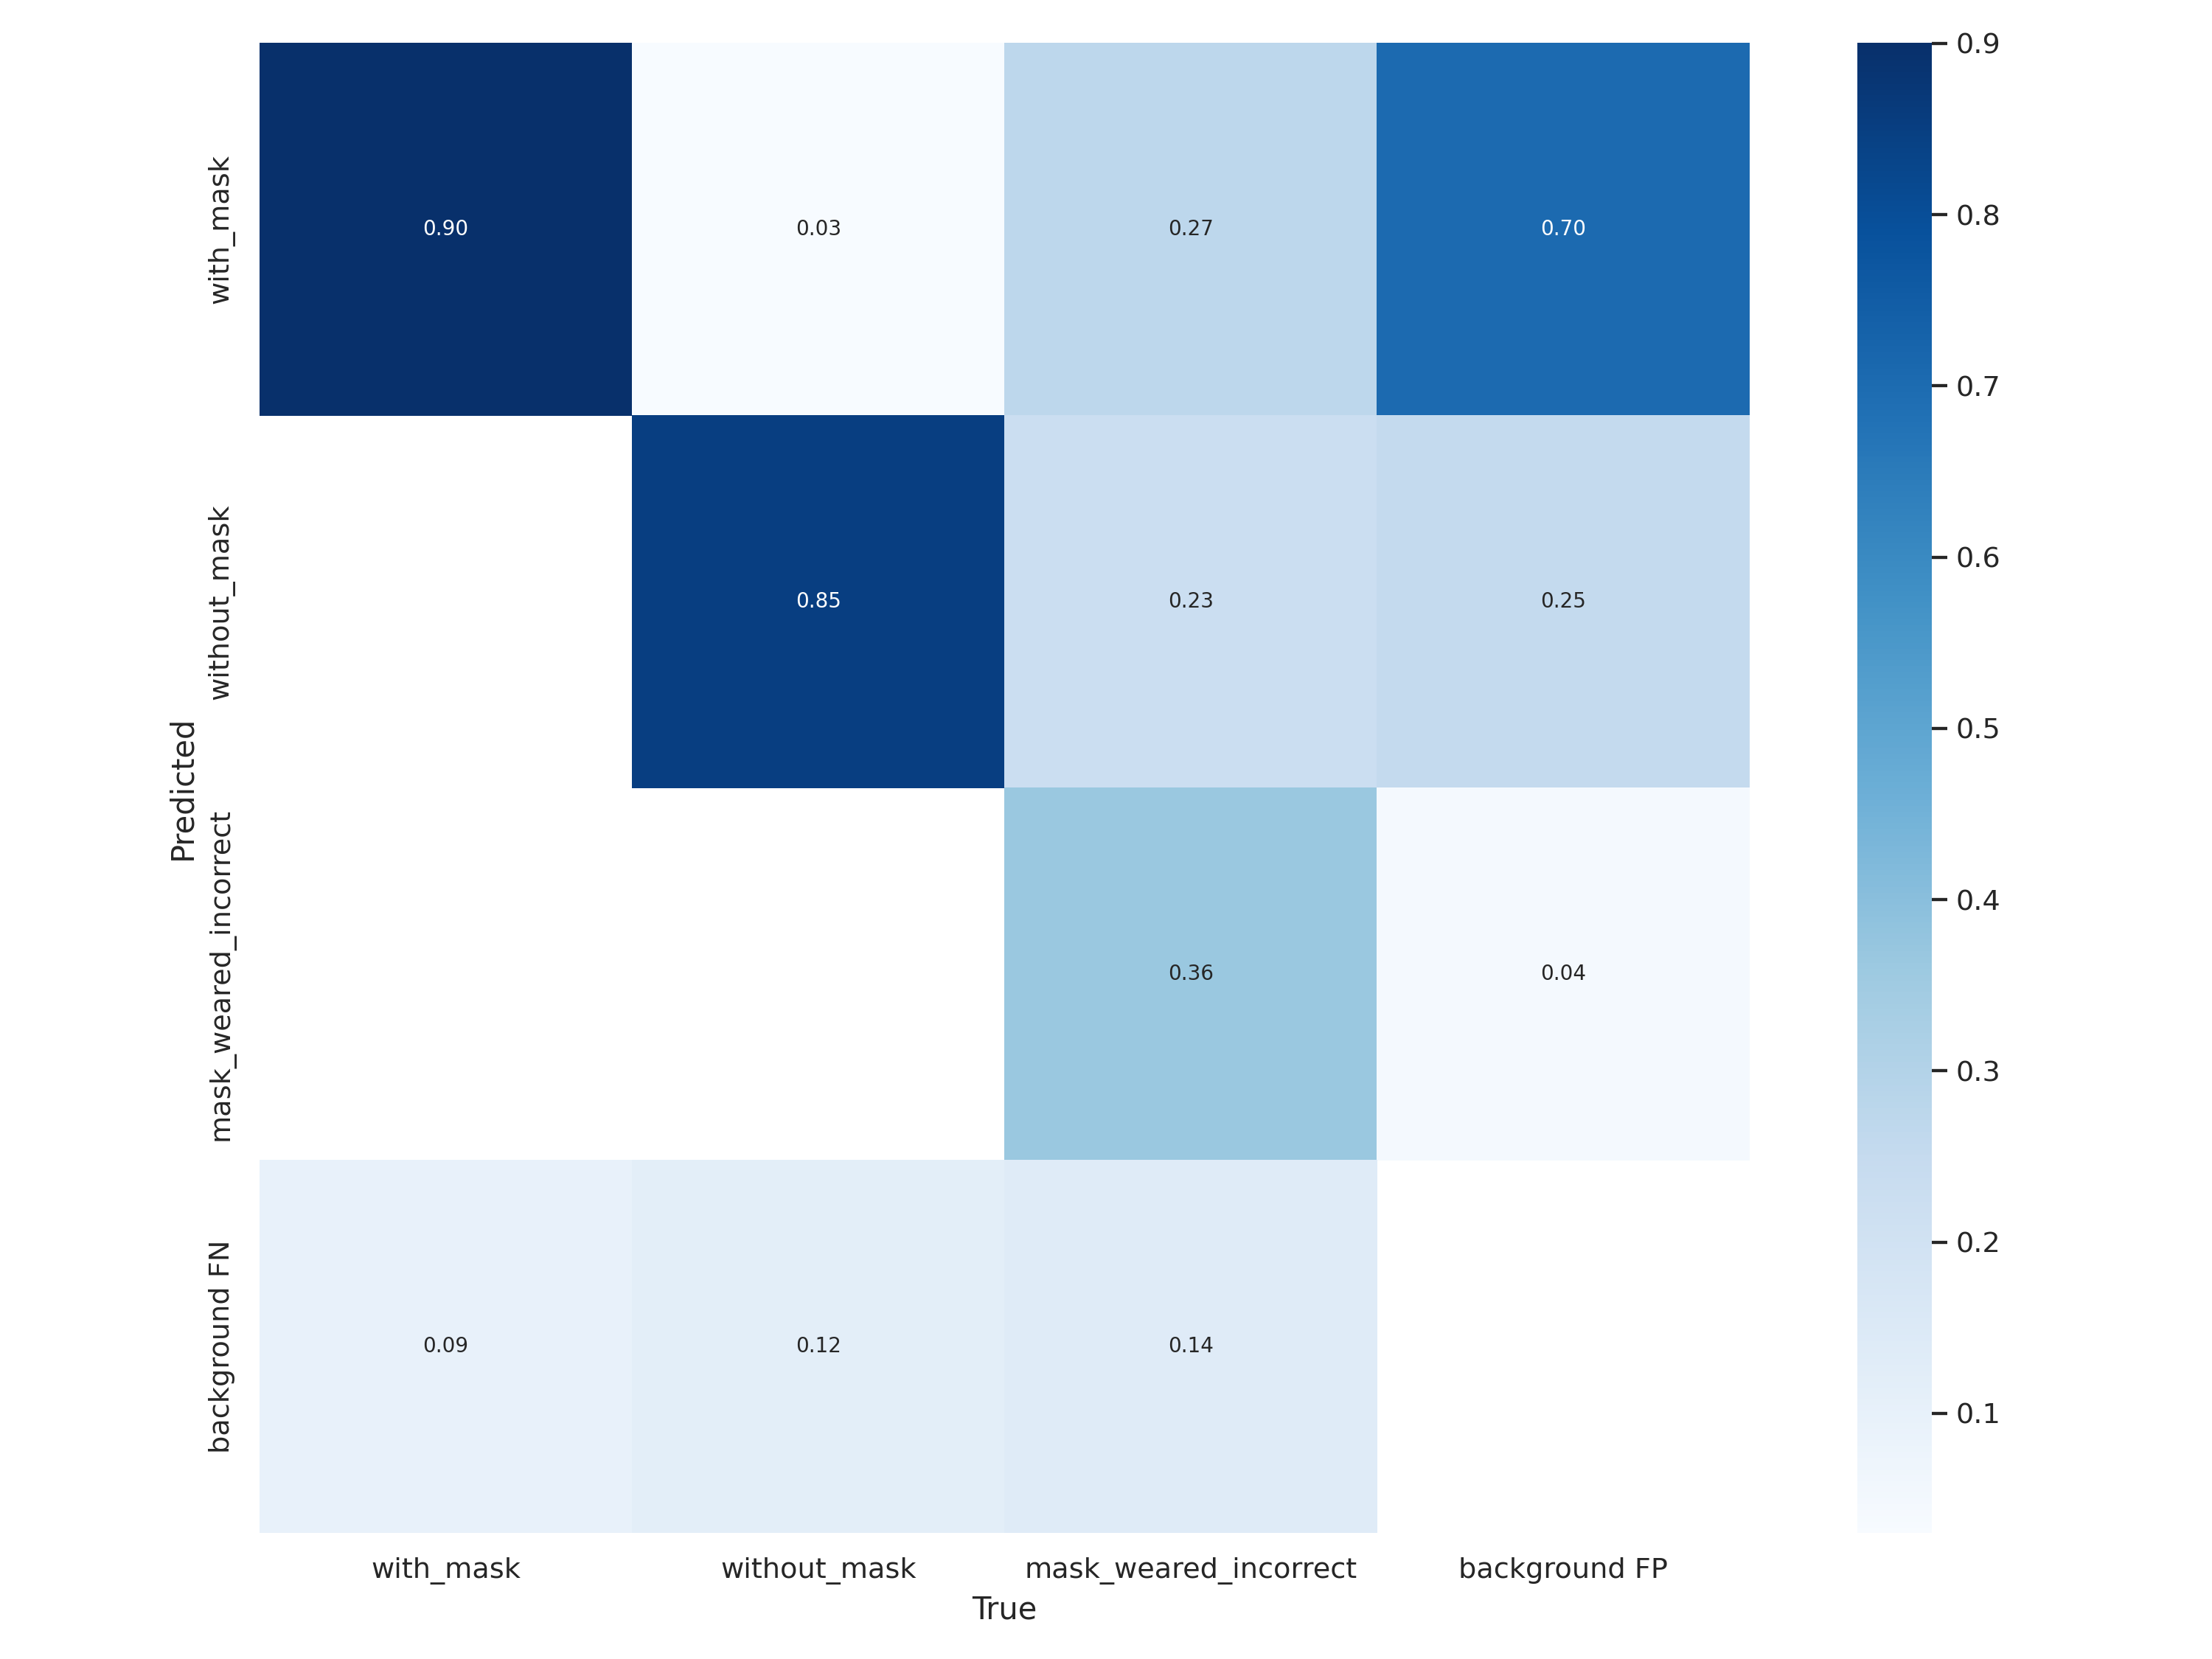 with_mask
0.90
0.03
0.27
0.70
without_mask
0.85
0.23
0.25
mask_weared_incorrect
0.36
0.04
background FN
0.09
0.12
0.14
Predicted
with_mask
without_mask
mask_weared_incorrect
background FP
True
0.9
0.8
0.7
0.6
0.5
0.4
0.3
0.2
0.1